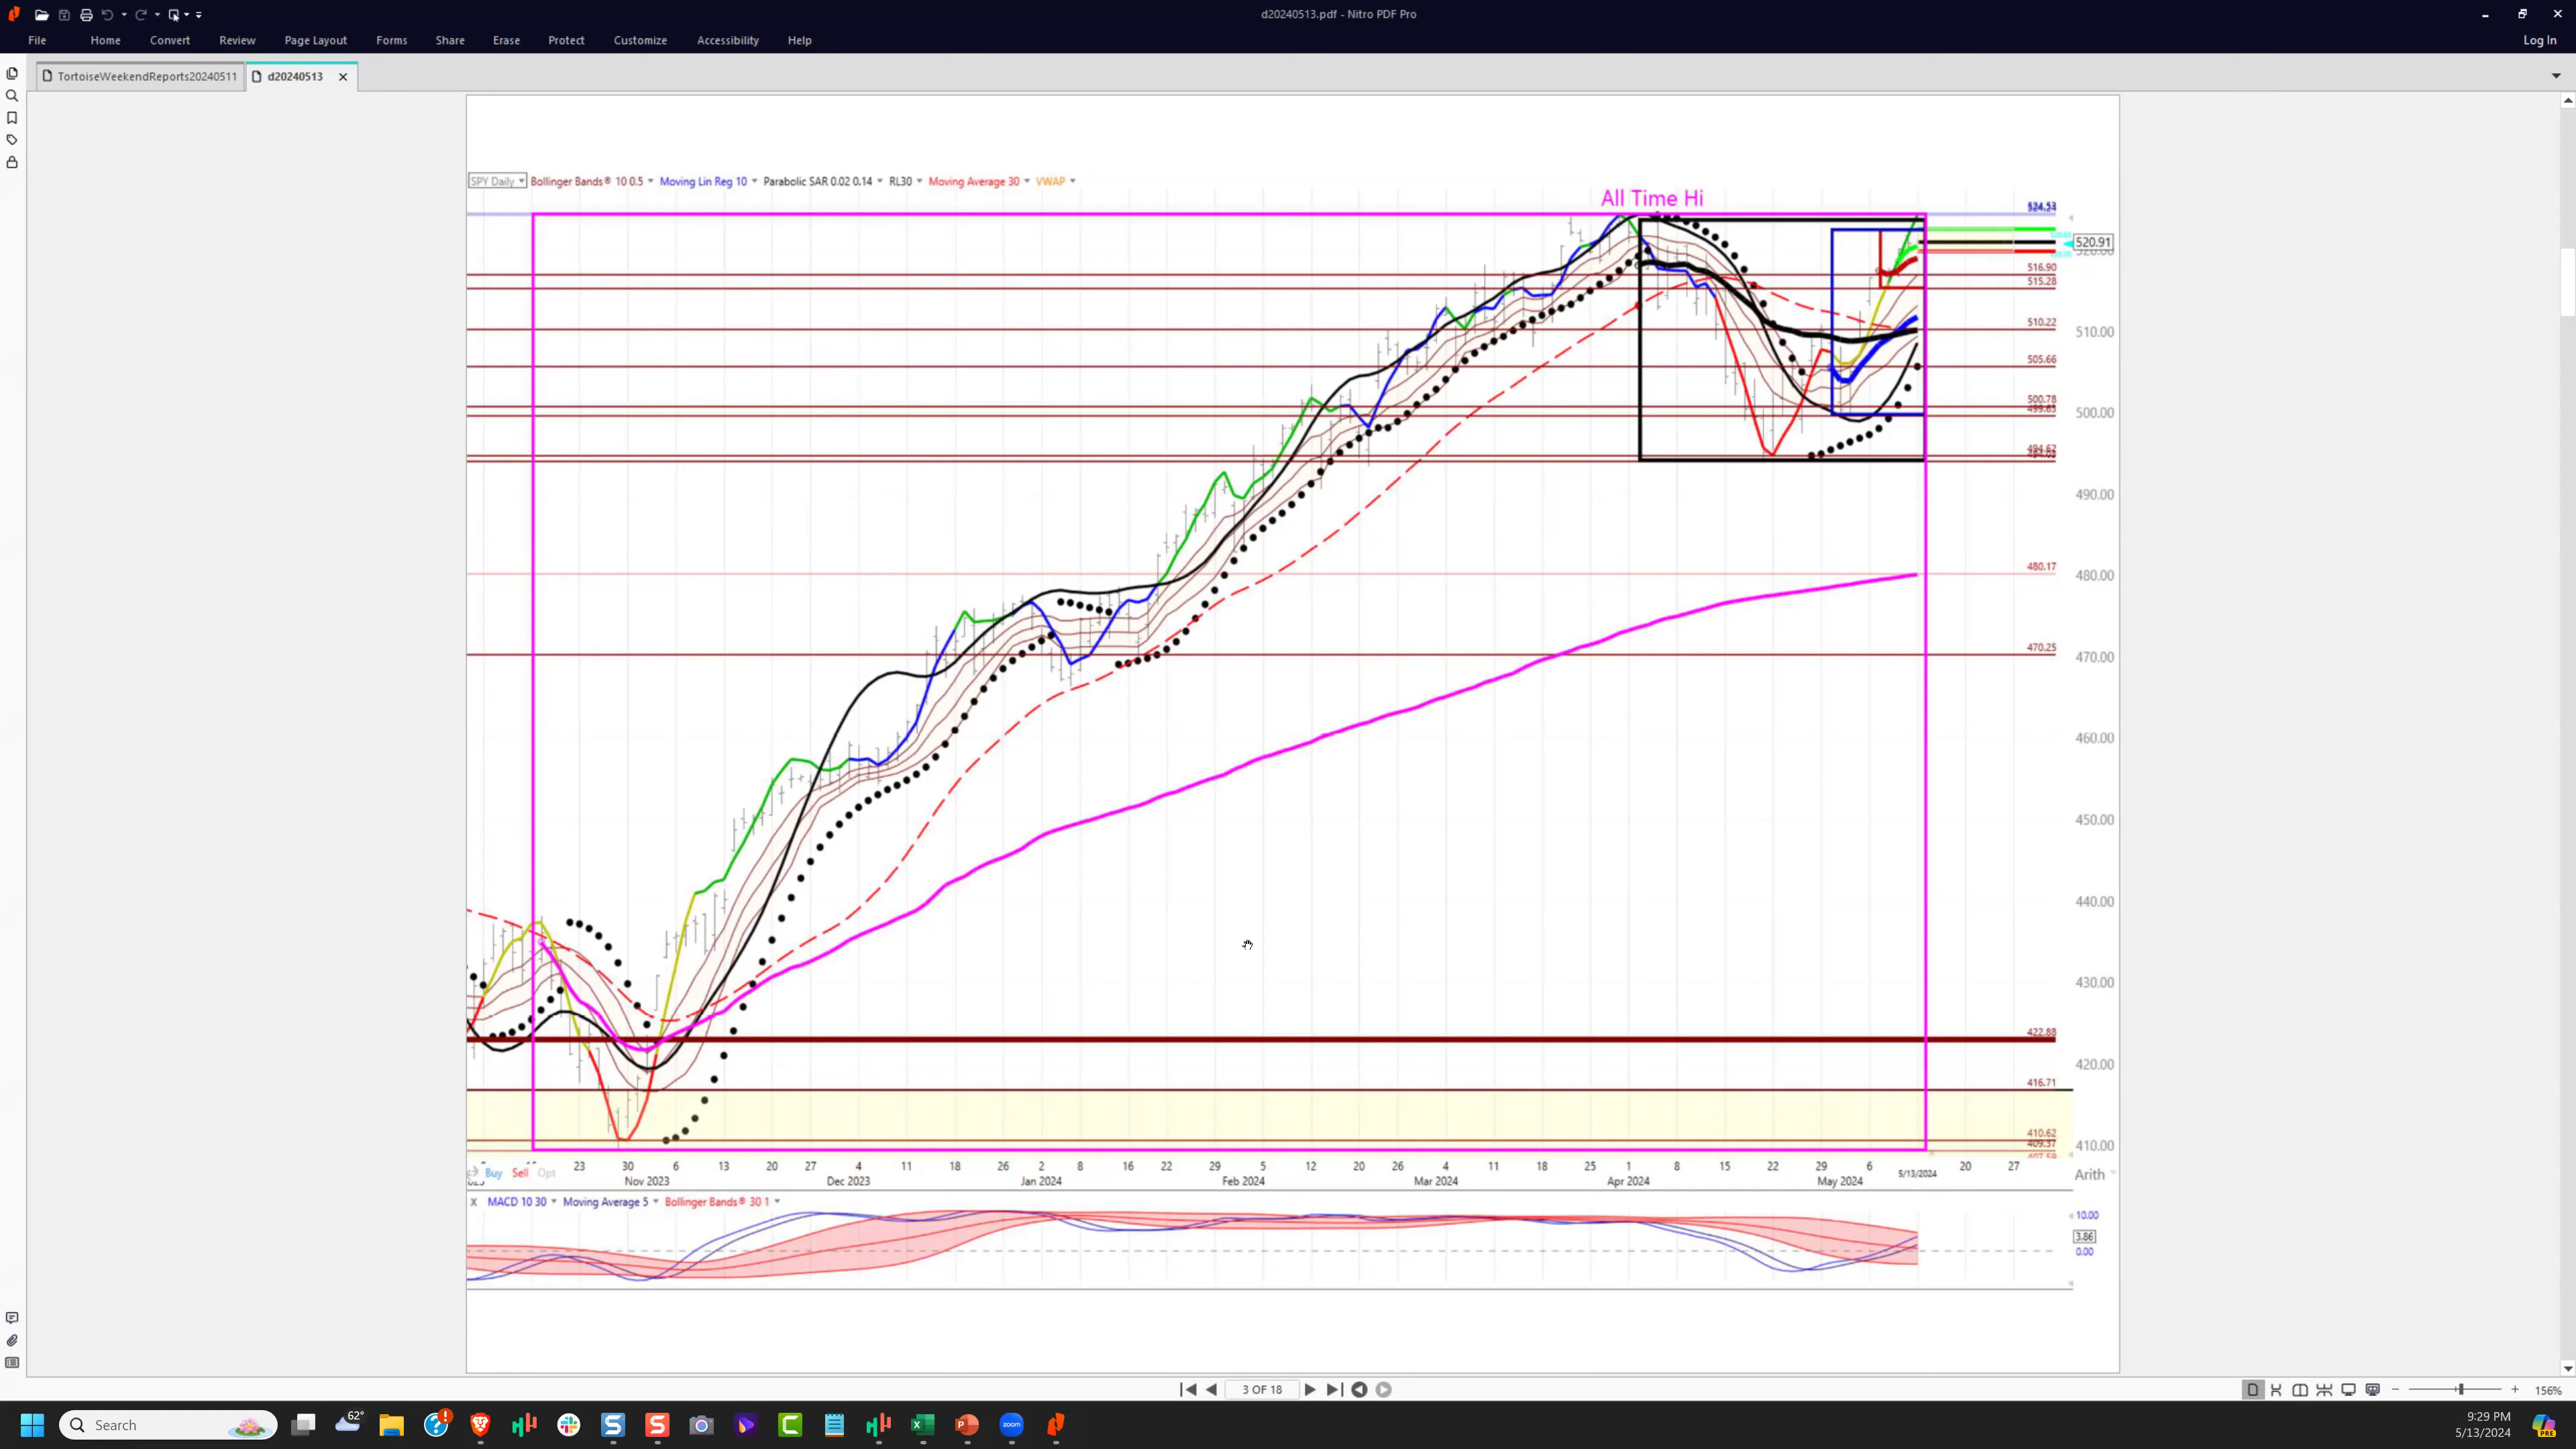 d20240513.pdf - Nitro PDF Pro
File Home Convert Review Page Layout Forms Share Erase Protect Customize Accessibility Help Log In
TortoiseWeekendReports20240511 d20240513
SPY Daily Bollinger Bands® 10 0.5 Moving Lin Reg 10 Parabolic SAR 0.02 0.14 RL30 Moving Average 30 VWAP
All Time Hi
520.91
516.90
515.28
510.22
510.00
505.66
500.78
500.00
494.62
490.00
480.17
480.00
470.25
470.00
460.00
450.00
440.00
430.00
422.88
420.00
416.71
410.62
409.37
410.00
23 30 6 13 20 27 4 11 18 26 2 8 16 22 29 5 12 20 26 4 11 18 25 1 8 15 22 29 6 5/13/2024 20 27
Buy Sell Opt
Arith
Nov 2023 Dec 2023 Jan 2024 Feb 2024 Mar 2024 Apr 2024 May 2024
X MACD 10 30 Moving Average 5 Bollinger Bands® 30 1
10.00
3.86
0.00
3 OF 18
156%
Search
62°
zoom
9:29 PM
5/13/2024
PRE